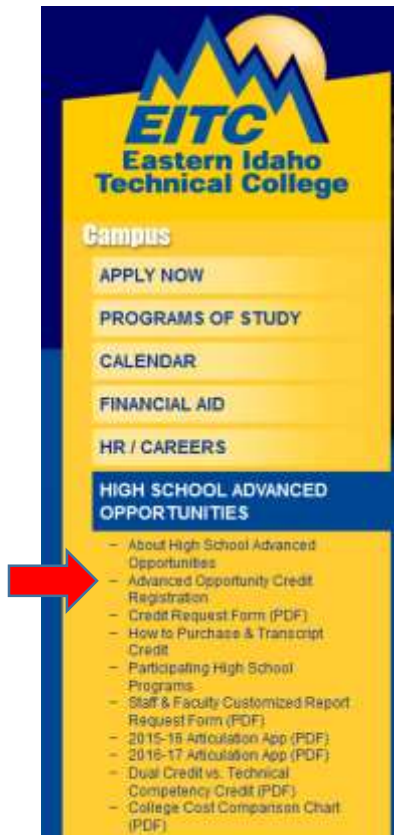 EITC
Eastern Idaho
Technical College
Campus
APPLY NOW
PROGRAMS OF STUDY
CALENDAR
FINANCIAL AID
HR / CAREERS
HIGH SCHOOL ADVANCED
OPPORTUNITIES
- About High School Advanced
Opportunities
- Advanced Opportunity Credit
Registration
- Credit Request Form (PDF)
- How to Purchase & Transcript
Credit
- Participating High School
Programs
- Staff & Faculty Customized Report
Request Form (PDF)
- 2015-16 Articulation App (PDF)
- 2016-17 Articulation App (PDF)
- Dual Credit vs. Technical
Competency Credit (PDF)
- College Cost Comparison Chart
(PDF)